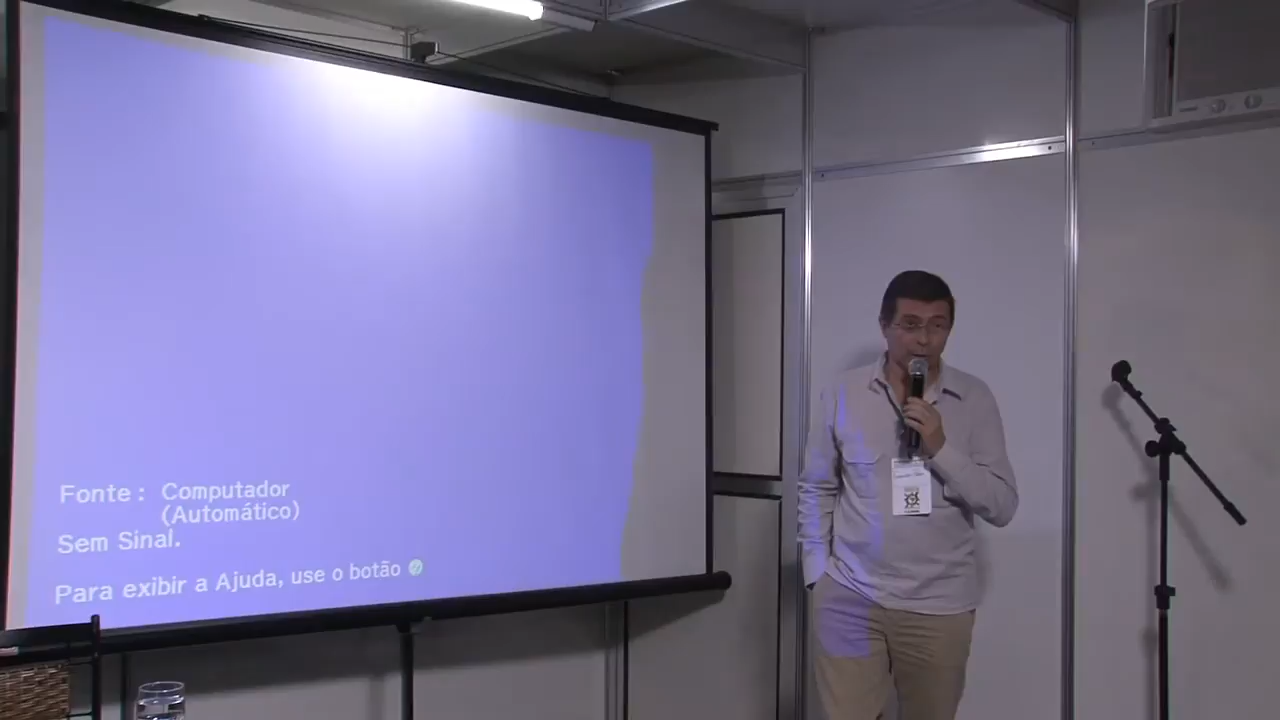 Fonte: Computador
(Automático)
Sem Sinal.
Para exibir a Ajuda, use o botão